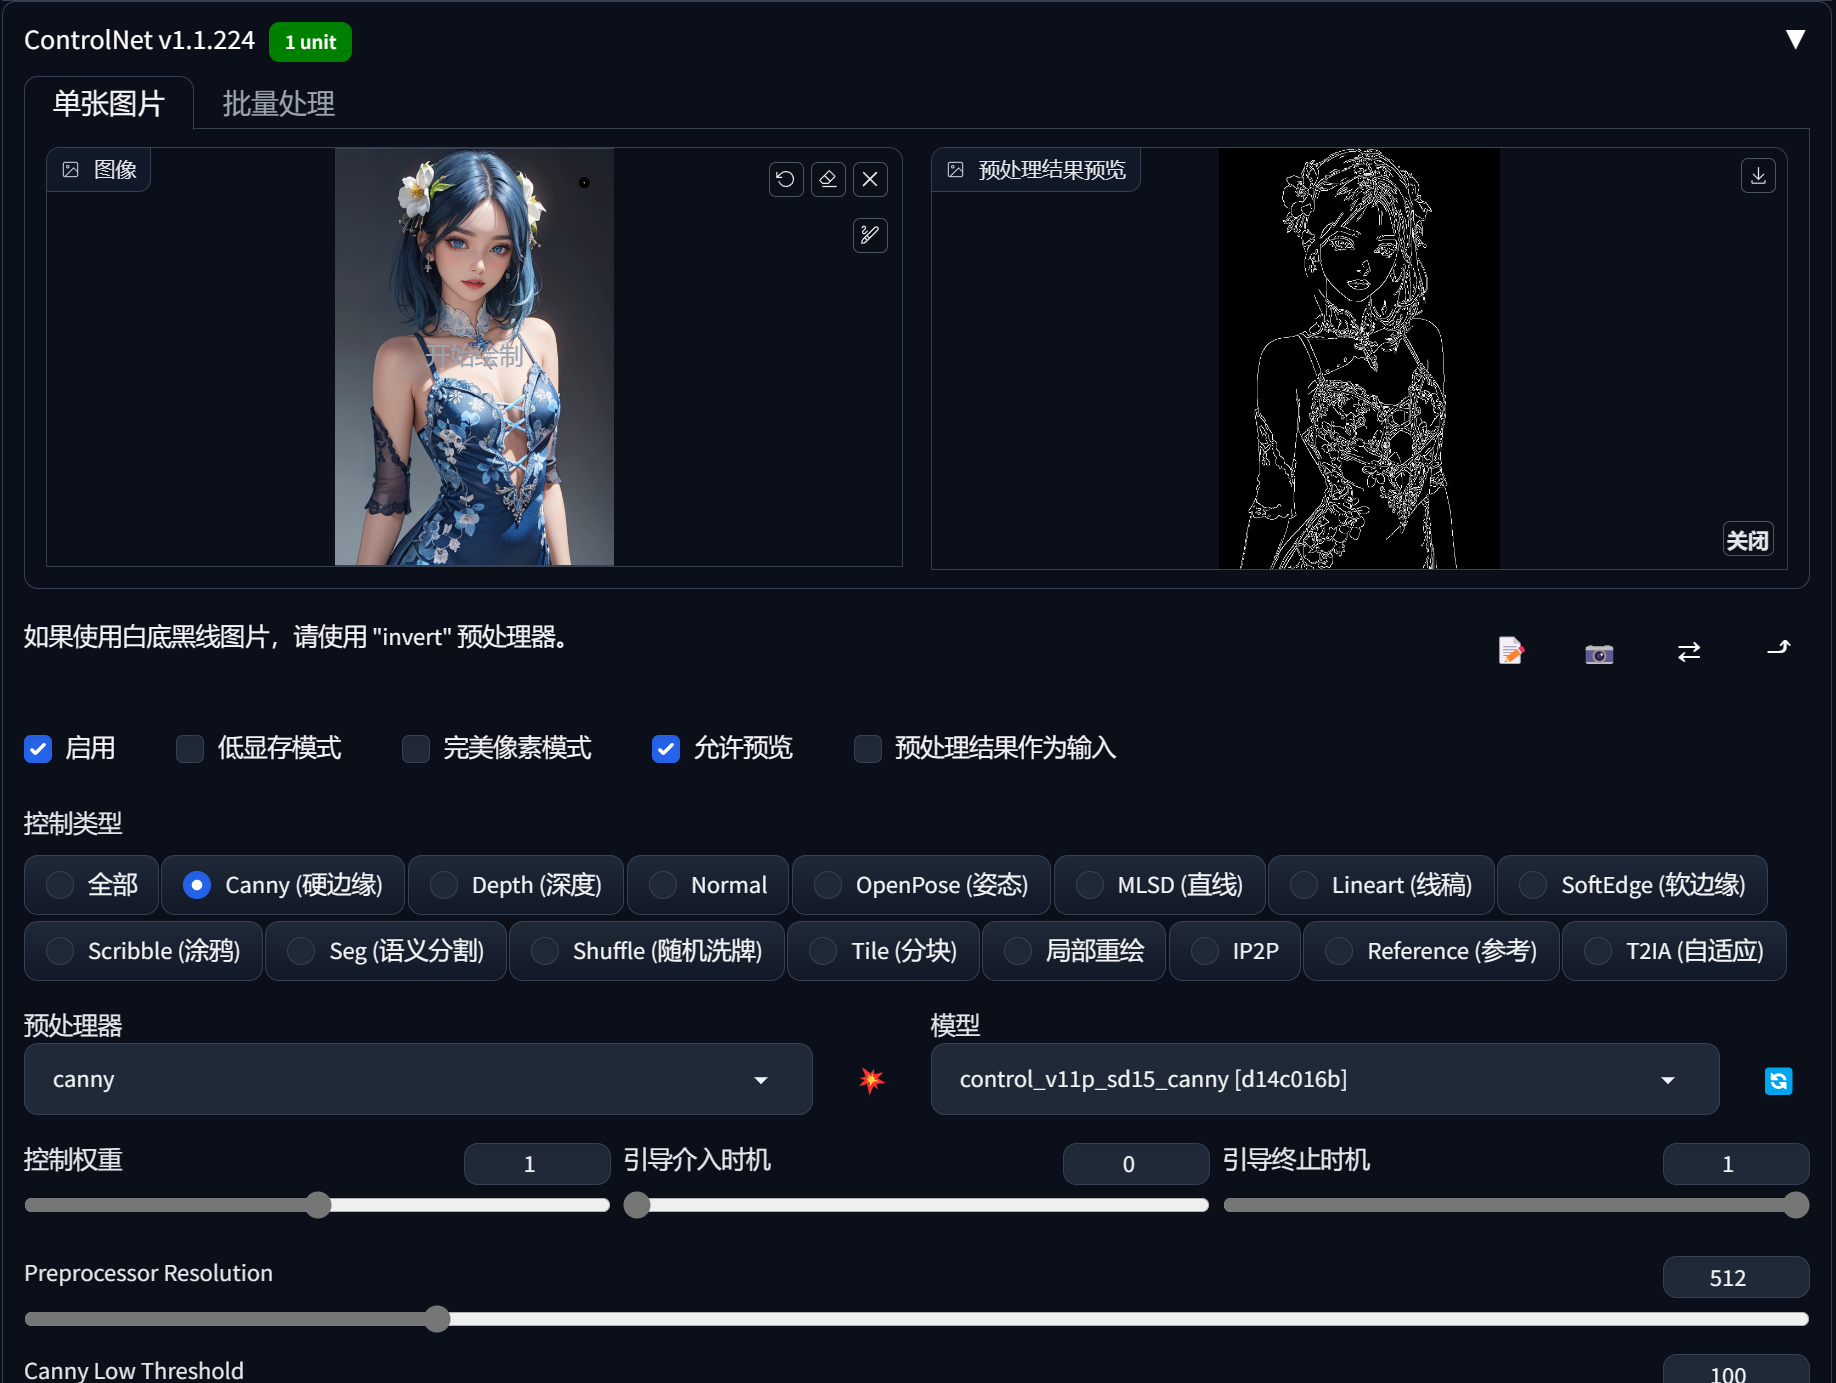 ControlNet v1.1.224 1 unit
单张图片 批量处理
图像
预处理结果预览
开始绘制
关闭
如果使用白底黑线图片，请使用 "invert" 预处理器。
启用 低显存模式 完美像素模式 允许预览 预处理结果作为输入
控制类型
全部 Canny (硬边缘) Depth (深度) Normal OpenPose (姿态) MLSD (直线) Lineart (线稿) SoftEdge (软边缘)
Scribble (涂鸦) Seg (语义分割) Shuffle (随机洗牌) Tile (分块) 局部重绘 IP2P Reference (参考) T2IA (自适应)
预处理器 模型
canny control_v11p_sd15_canny [d14c016b]
控制权重 1 引导介入时机 0 引导终止时机 1
Preprocessor Resolution 512
Canny Low Threshold 100